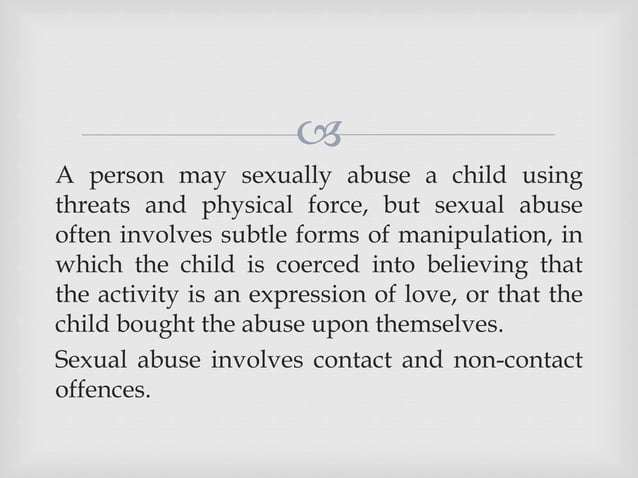 A person may sexually abuse a child using
threats and physical force, but sexual abuse
often involves subtle forms of manipulation, in
which the child is coerced into believing that
the activity is an expression of love, or that the
child bought the abuse upon themselves.
Sexual abuse involves contact and non-contact
offences.